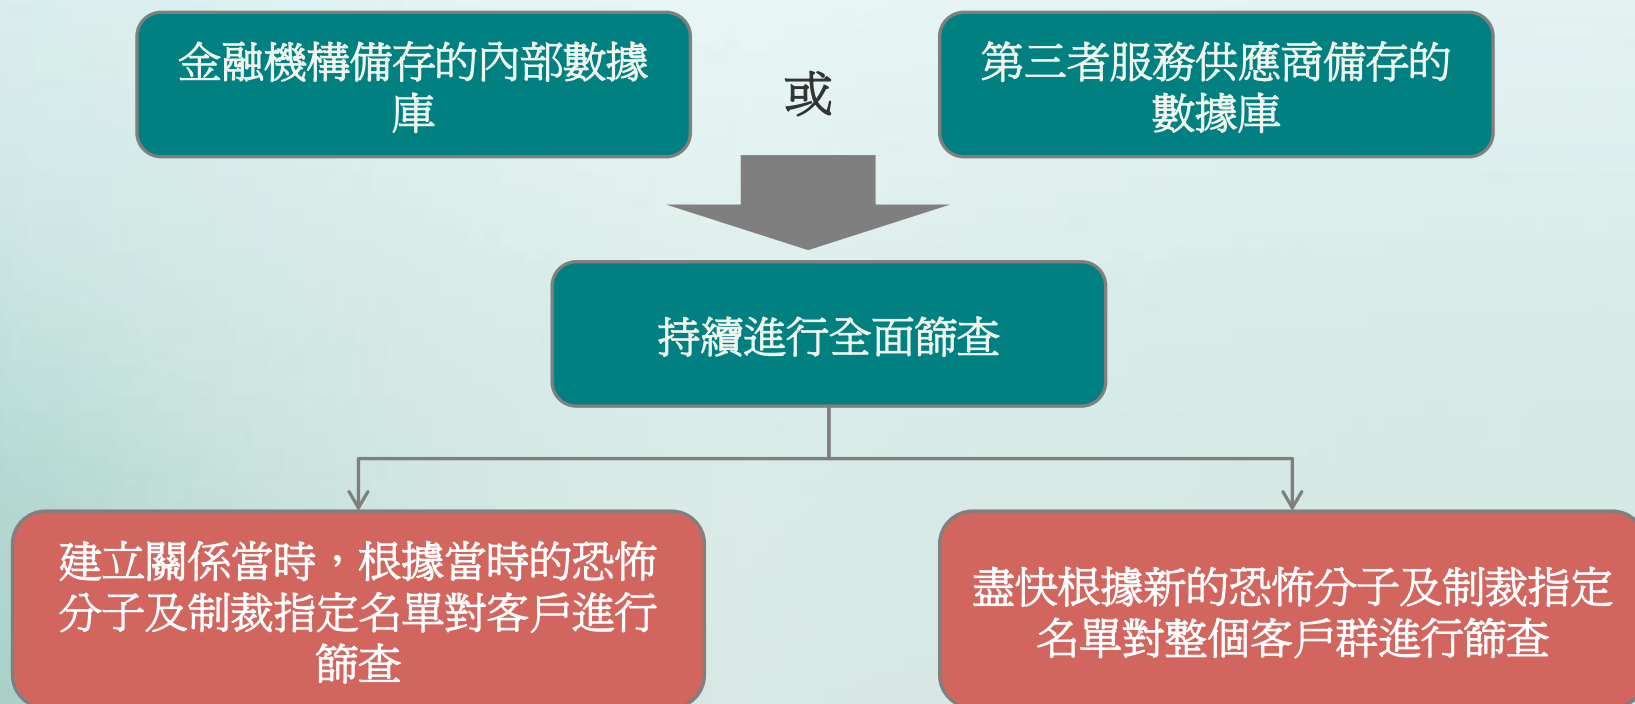 金融機構備存的內部數據
庫
或
第三者服務供應商備存的
數據庫
持續進行全面篩查
建立關係當時，根據當時的恐怖
分子及制裁指定名單對客戶進行
篩查
盡快根據新的恐怖分子及制裁指定
名單對整個客戶群進行篩查